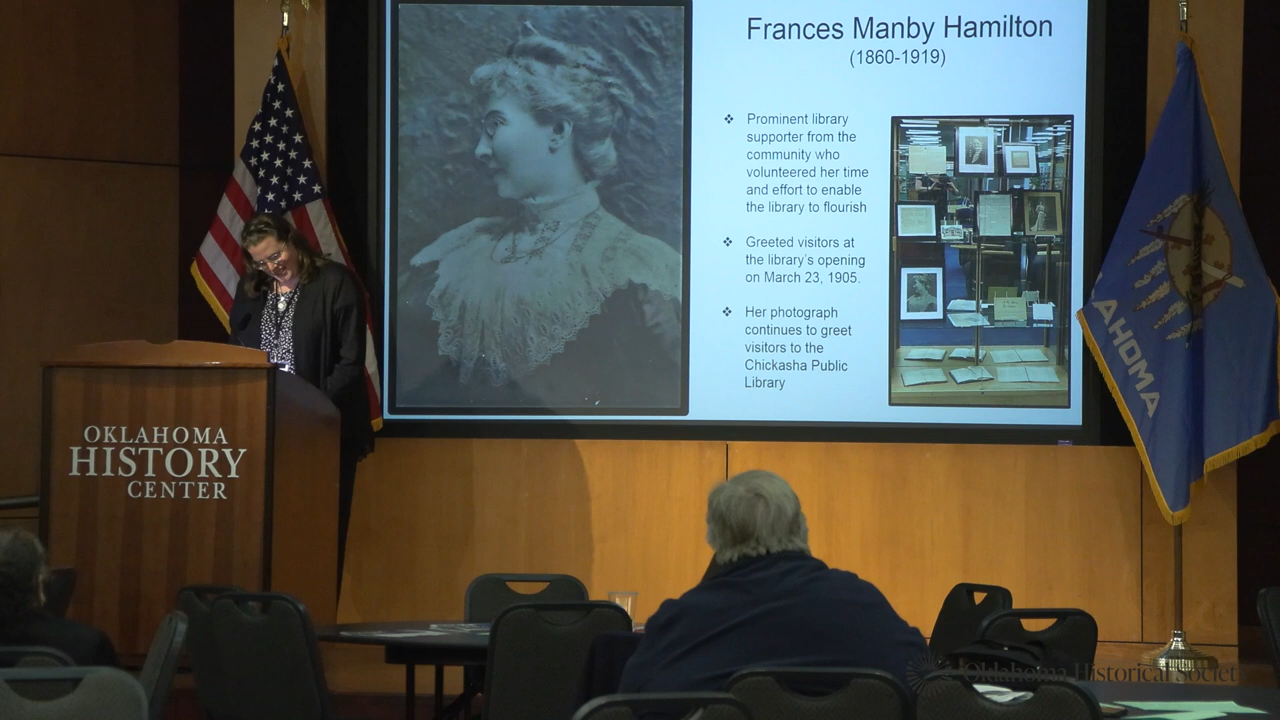 Frances Manby Hamilton
(1860-1919)
❖ Prominent library
supporter from the
community who
volunteered her time
and effort to enable
the library to flourish
❖ Greeted visitors at
the library's opening
on March 23, 1905.
❖ Her photograph
continues to greet
visitors to the
Chickasha Public
Library
AHOMA
OKLAHOMA
HISTORY
CENTER
Oklahoma Historical Society